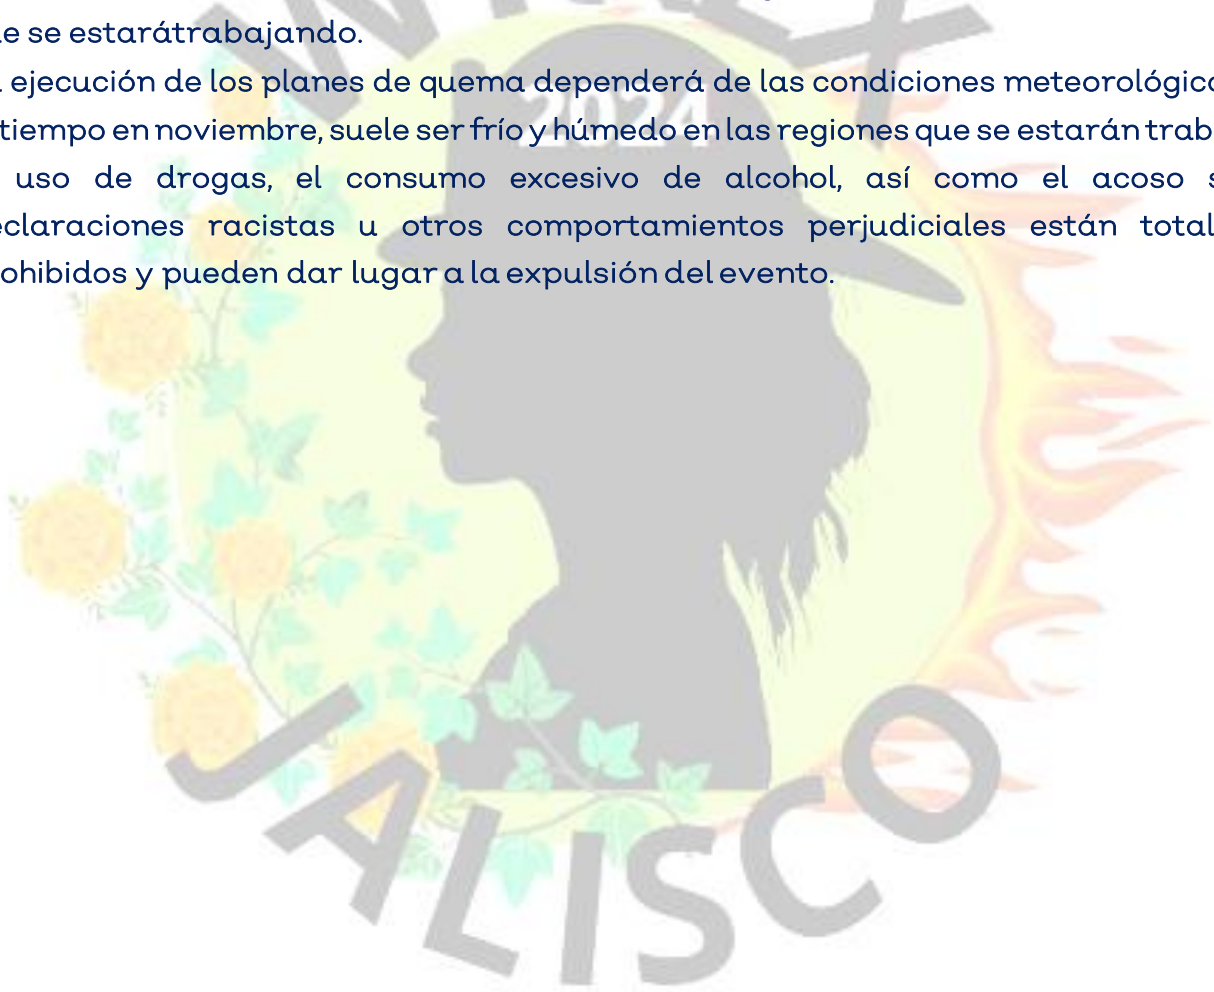 e se estarátrabajando.
ejecución de los planes de quema dependerá de las condiciones meteorológic
tiempo en noviembre, suele ser frío y húmedo en las regiones que se estarán trab
uso de drogas, el consumo excesivo de alcohol, así como el acoso s
eclaraciones racistas u otros comportamientos perjudiciales están total
ohibidos y pueden dar lugar a la expulsión del evento.
2024
JALISCO